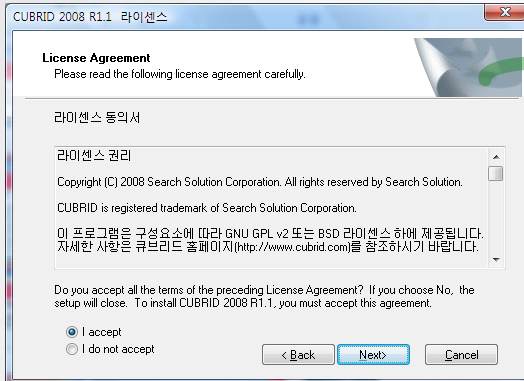 CUBRID 2008 R1.1 라이센스
License Agreement
Please read the following license agreement carefully.
라이센스 동의서
라이센스 권리
Copyright (C) 2008 Search Solution Corporation. All rights reserved by Search Solution.
CUBRID is registered trademark of Search Solution Corporation.
이 프로그램은 구성요소에 따라 GNU GPL v2 또는 BSD 라이센스 하에 제공됩니다.
자세한 사항은 큐브리드 홈페이지(http://www.cubrid.com)를 참조하시기 바랍니다.
Do you accept all the terms of the preceding License Agreement? If you choose No, the
setup will close. To install CUBRID 2008 R1.1, you must accept this agreement.
I accept
I do not accept
< Back
Next>
Cancel